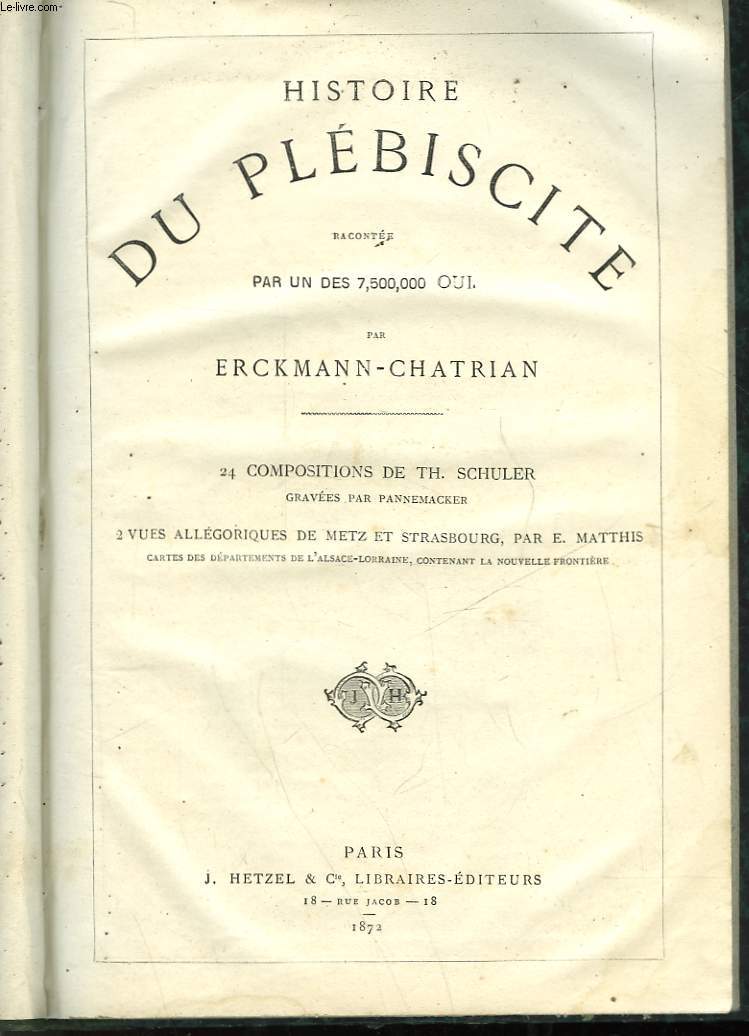 Le-livre.com
HISTOIRE
DU PLÉBISCITE
RACONTÉE
PAR UN DES 7,500,000 OUI.
PAR
ERCKMANN-CHATRIAN
24 COMPOSITIONS DE TH. SCHULER
GRAVÉES PAR PANNEMACKER
2 VUES ALLÉGORIQUES DE METZ ET STRASBOURG, PAR E. MATTHIS
CARTES DES DÉPARTEMENTS DE L'ALSACE-LORRAINE, CONTENANT LA NOUVELLE FRONTIÈRE
J H
PARIS
J. HETZEL & Cie, LIBRAIRES-ÉDITEURS
18 — RUE JACOB — 18
1872